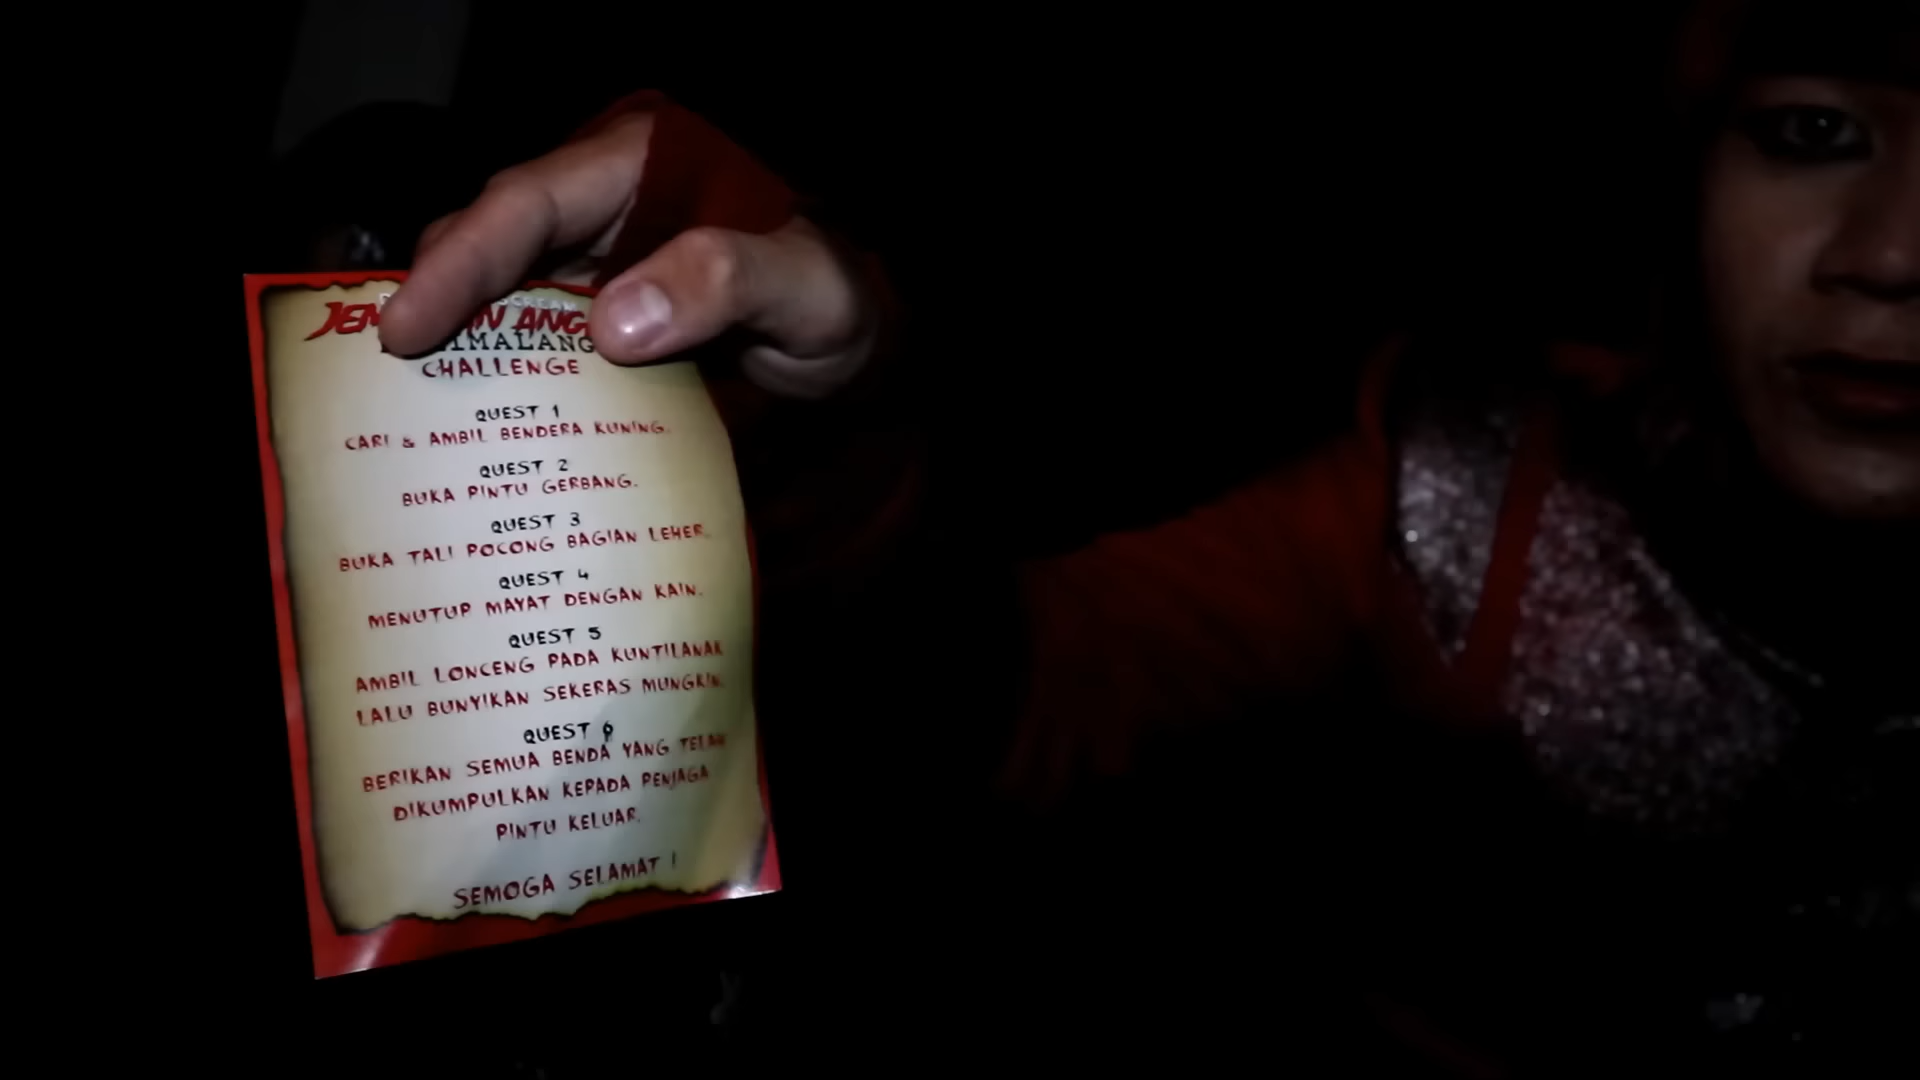 SCREAM
CHALLENGE
QUEST 1
CARI & AMBIL BENDERA KUNING.
QUEST 2
BUKA PINTU GERBANG.
QUEST 3
BUKA TALI POCONG BAGIAN LEHER.
QUEST 4
MENUTUP MAYAT DENGAN KAIN.
QUEST 5
AMBIL LONCENG PADA KUNTILANAK
LALU BUNYIKAN SEKERAS MUNGKIN.
QUEST 6
BERIKAN SEMUA BENDA YANG TELAH
DIKUMPULKAN KEPADA PENJAGA
PINTU KELUAR.
SEMOGA SELAMAT !